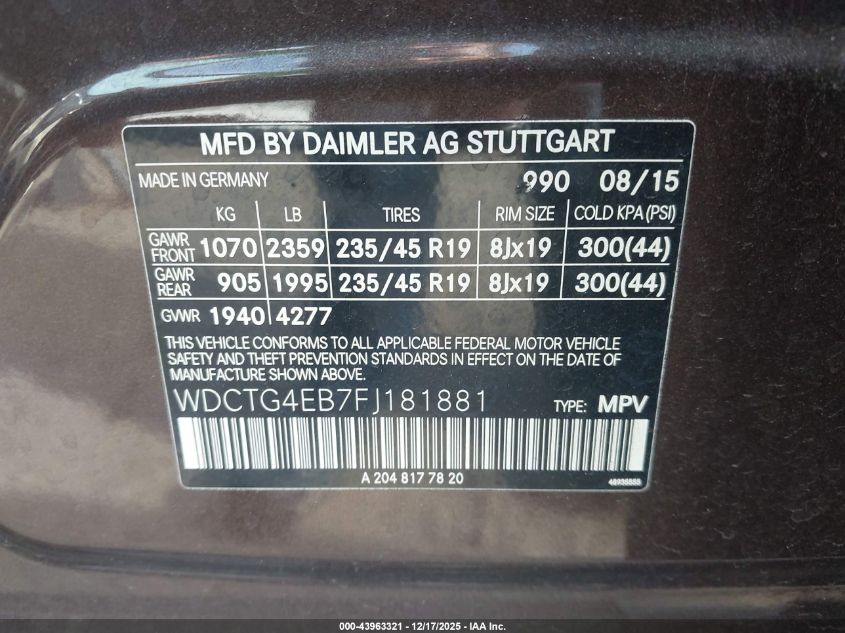 MFD BY DAIMLER AG STUTTGART
MADE IN GERMANY 990 08/15
KG LB TIRES RIM SIZE COLD KPA(PSI)
GAWR FRONT 1070 2359 235/45 R19 8Jx19 300(44)
GAWR REAR 905 1995 235/45 R19 8Jx19 300(44)
GVWR 1940 4277
THIS VEHICLE CONFORMS TO ALL APPLICABLE FEDERAL MOTOR VEHICLE
SAFETY AND THEFT PREVENTION STANDARDS IN EFFECT ON THE DATE OF
MANUFACTURE SHOWN ABOVE.
WDCTG4EB7FJ181881 TYPE: MPV
A 204 817 78 20
000-43963321 - 12/17/2025 - IAA Inc.